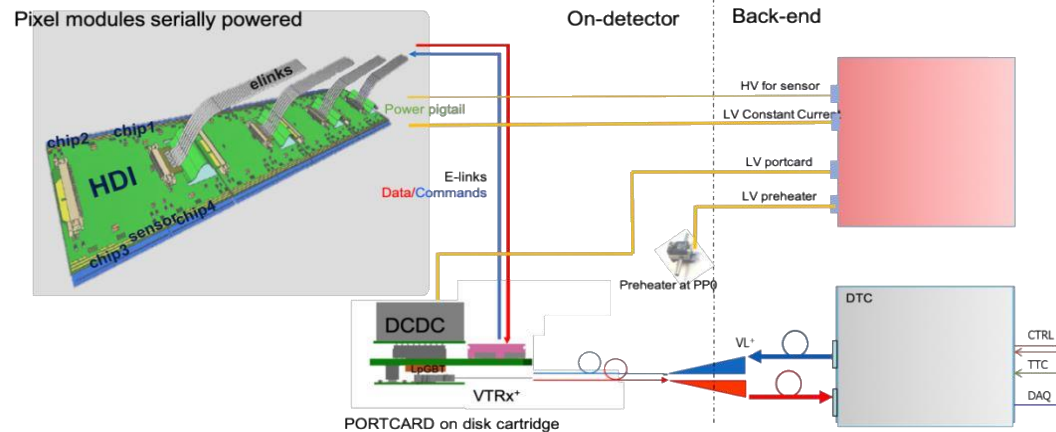 Pixel modules serially powered
On-detector
Back-end
elinks
chip2
chip1
HDI
sensor
chip4
chip3
Power pigtail
HV for sensor
LV Constant Current
LV portcard
LV preheater
E-links
Data/Commands
Preheater at PP0
DCDC
LpGBT
VTRx+
PORTCARD on disk cartridge
VL+
DTC
CTRL
TTC
DAQ